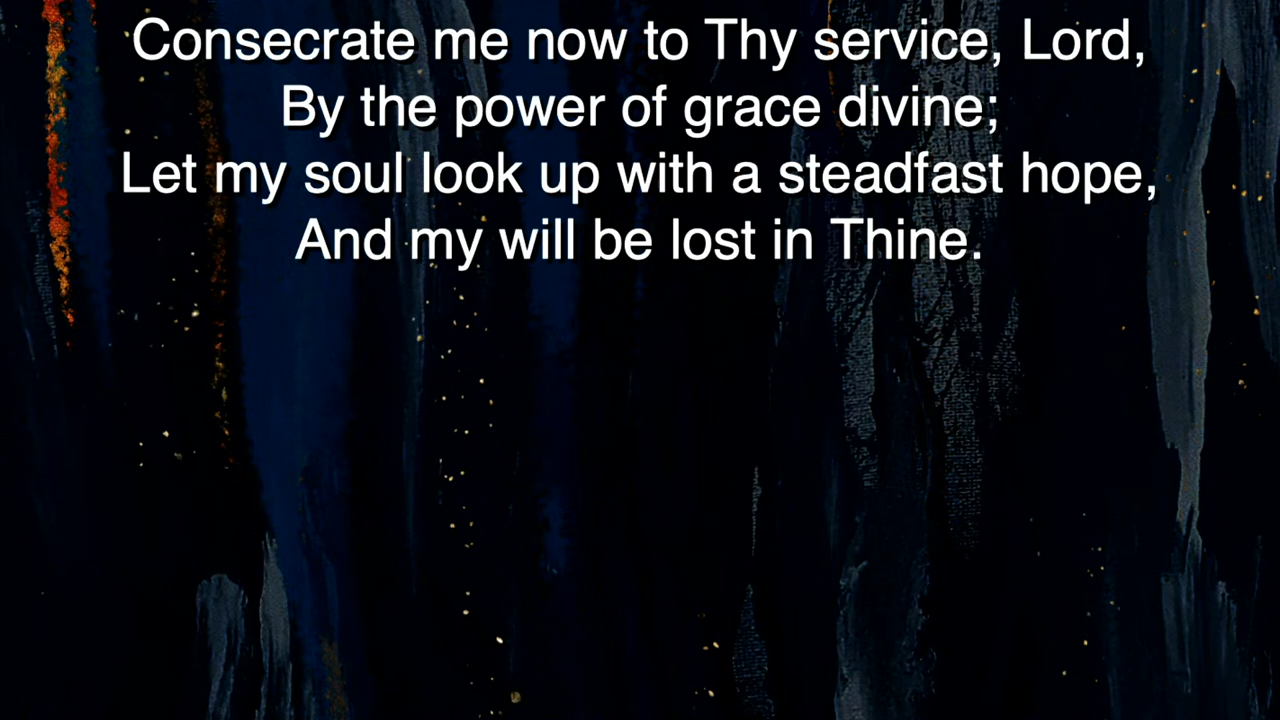 Consecrate me now to Thy service, Lord,
By the power of grace divine;
Let my soul look up with a steadfast hope,
And my will be lost in Thine.